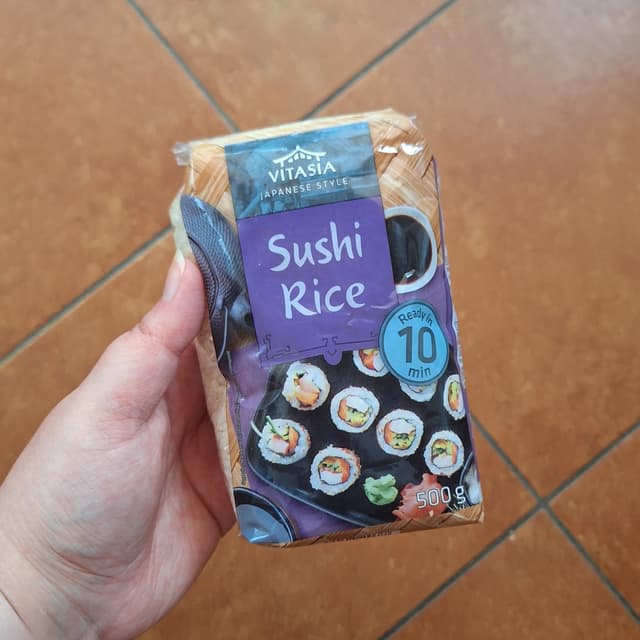 VITASIA
JAPANESE STYLE
Sushi
Rice
Ready in
10
min
500 g